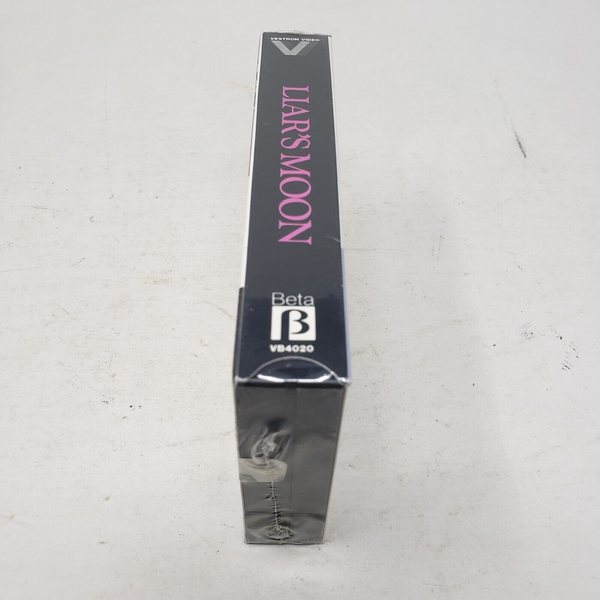 VESTRON VIDEO
V
LIAR'S MOON
Beta
β
VB4020